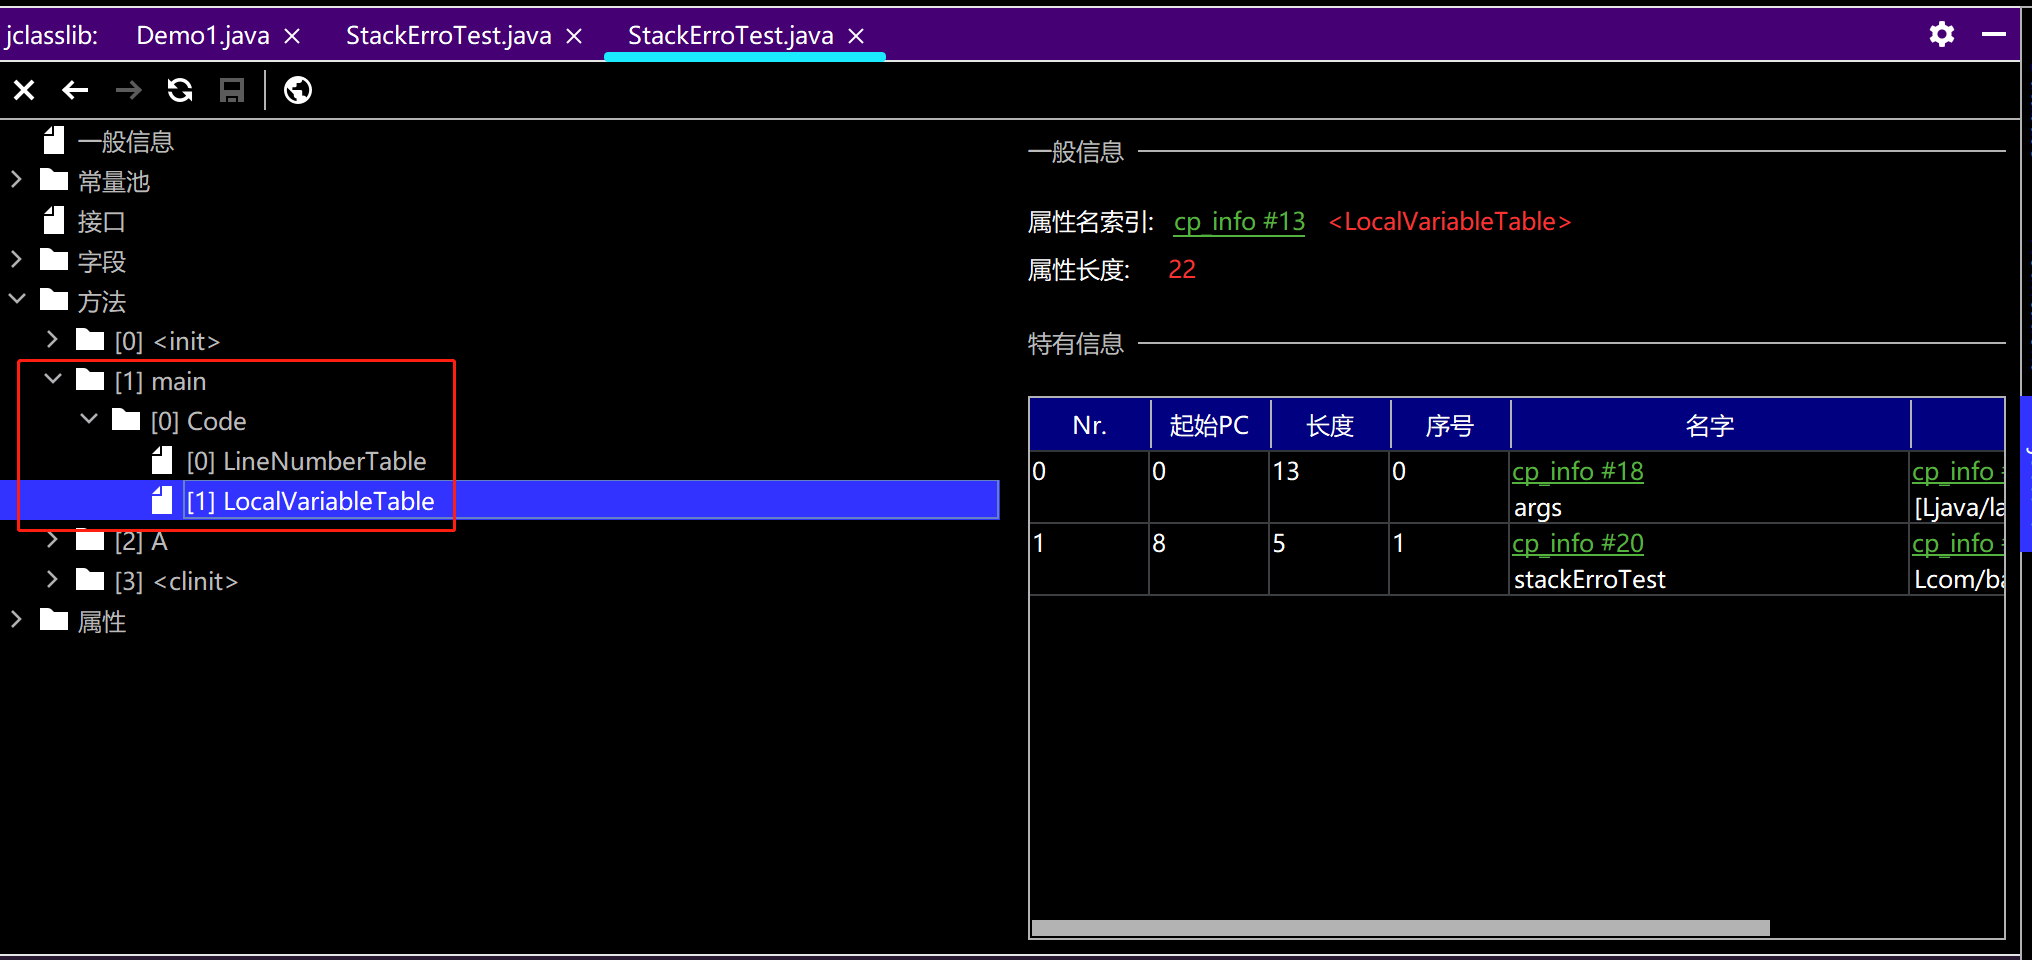 jclasslib: Demo1.java StackErroTest.java StackErroTest.java
一般信息
常量池
接口
字段
方法
[0] <init>
[1] main
[0] Code
[0] LineNumberTable
[1] LocalVariableTable
[2] A
[3] <clinit>
属性
一般信息
属性名索引: cp_info #13 <LocalVariableTable>
属性长度: 22
特有信息
Nr. 起始PC 长度 序号 名字
0 0 13 0 cp_info #18 cp_info
args [Ljava/la
1 8 5 1 cp_info #20 cp_info
stackErroTest Lcom/ba